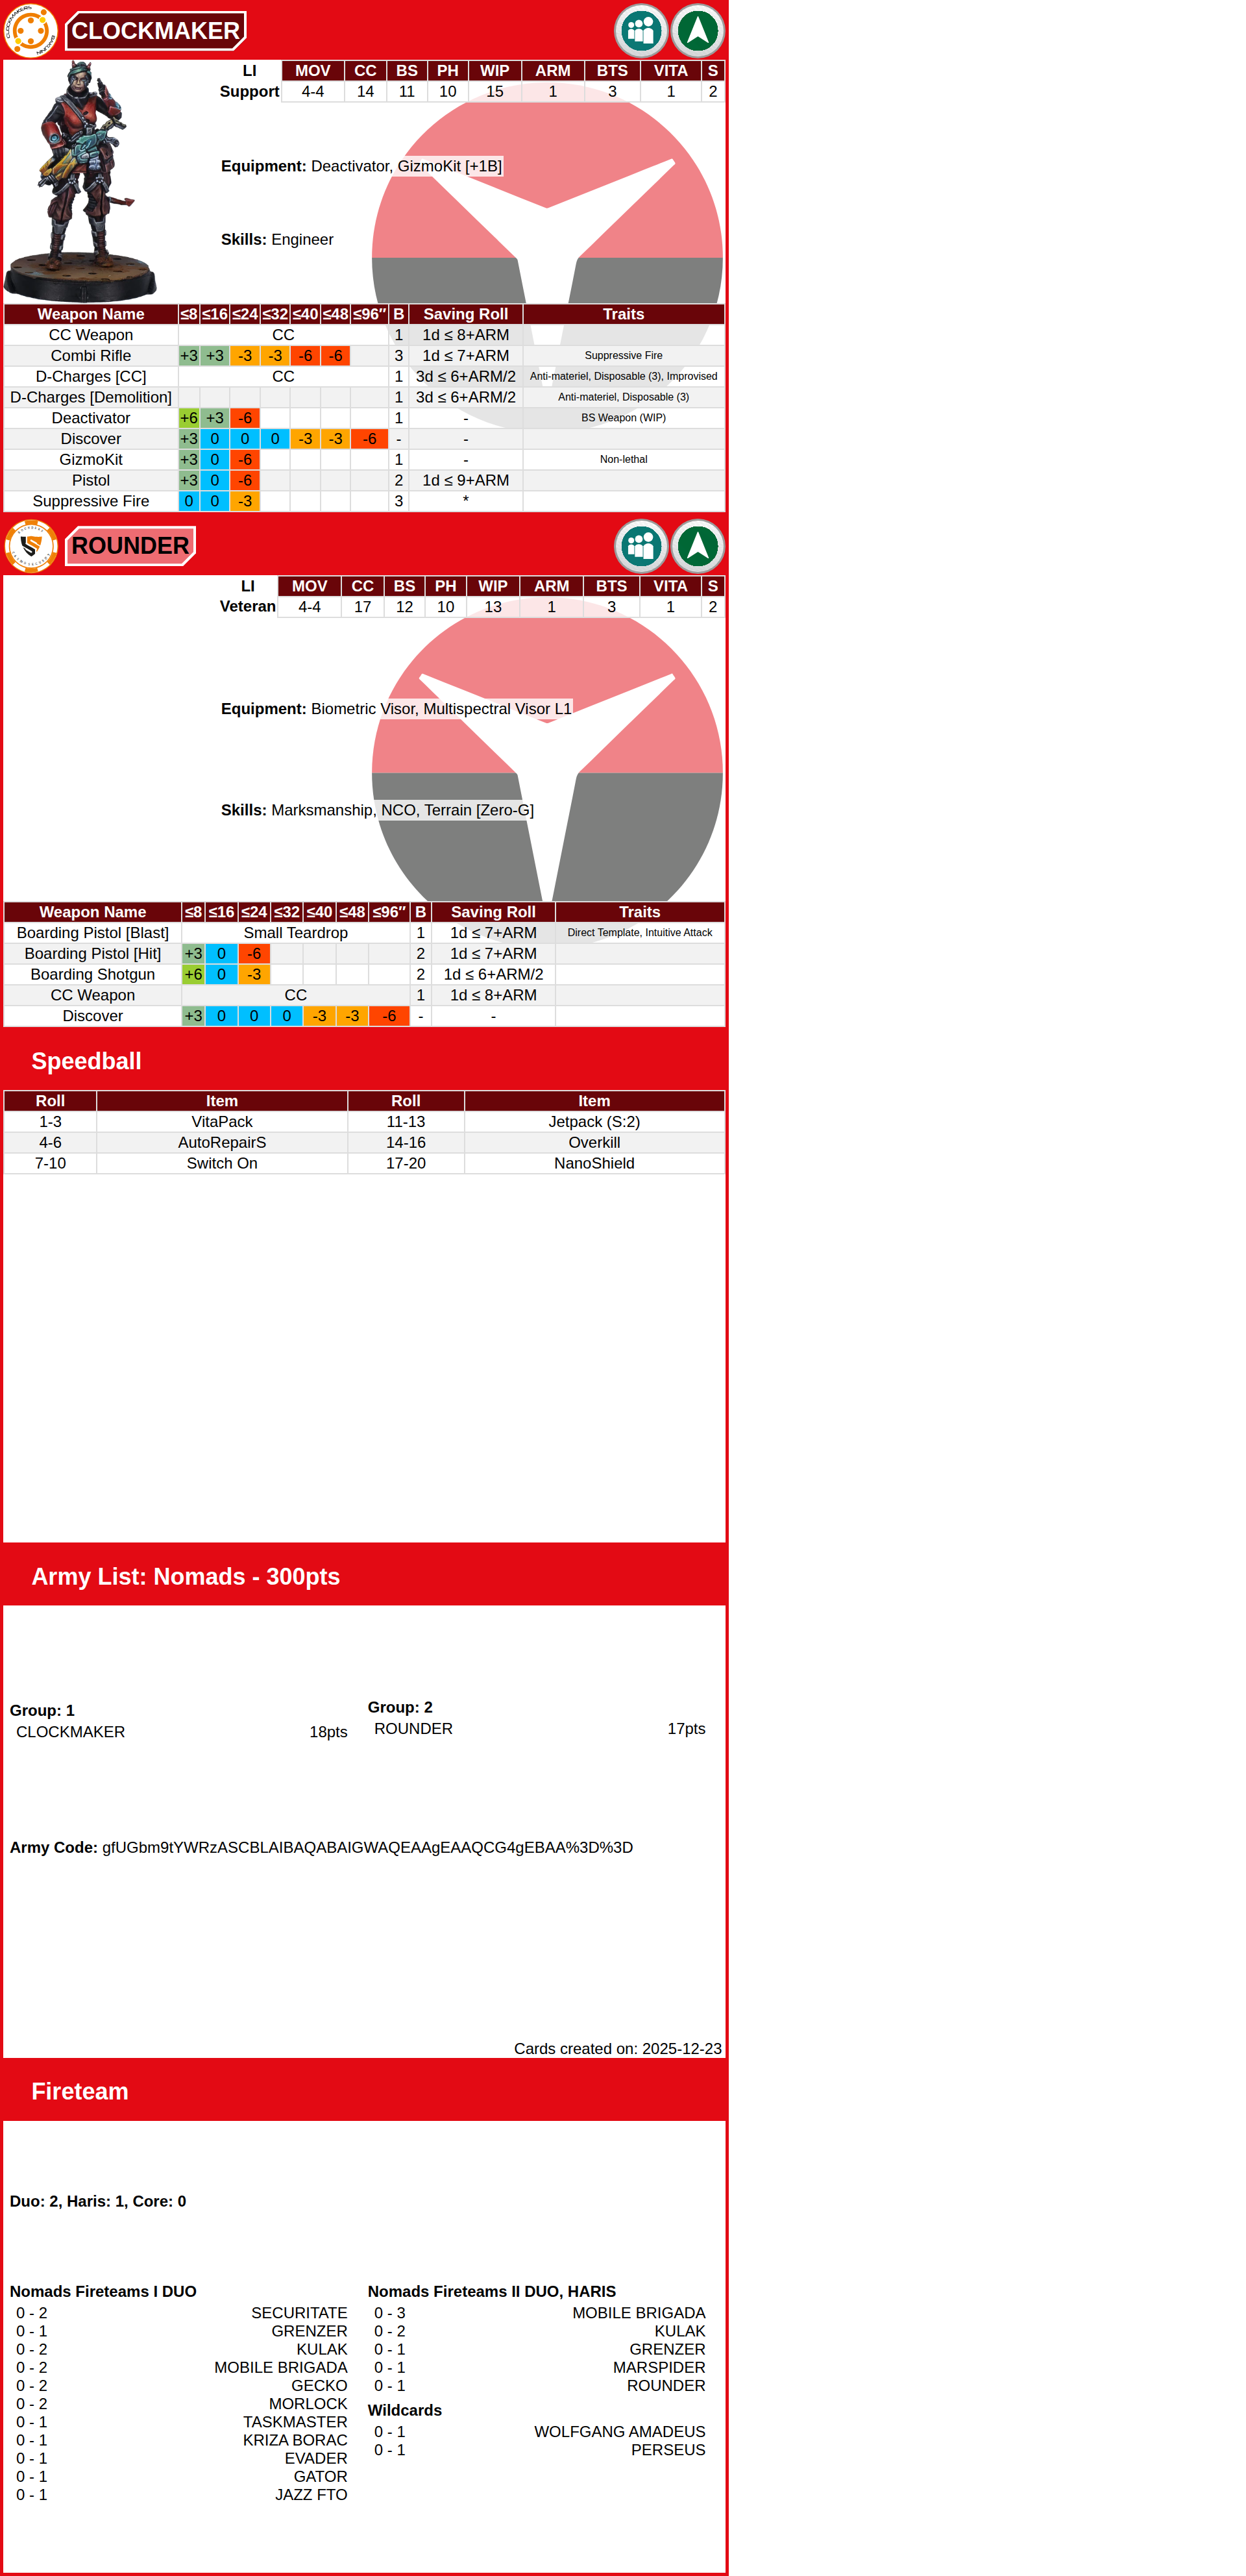 CLOCKMAKER
LI MOV CC BS PH WIP ARM BTS VITA S
Support 4-4 14 11 10 15 1 3 1 2
Equipment: Deactivator, GizmoKit [+1B]
Skills: Engineer
Weapon Name ≤8 ≤16 ≤24 ≤32 ≤40 ≤48 ≤96″ B Saving Roll Traits
CC Weapon CC 1 1d ≤ 8+ARM
Combi Rifle +3 +3 -3 -3 -6 -6 3 1d ≤ 7+ARM Suppressive Fire
D-Charges [CC] CC 1 3d ≤ 6+ARM/2 Anti-materiel, Disposable (3), Improvised
D-Charges [Demolition] 1 3d ≤ 6+ARM/2 Anti-materiel, Disposable (3)
Deactivator +6 +3 -6 1 - BS Weapon (WIP)
Discover +3 0 0 0 -3 -3 -6 - -
GizmoKit +3 0 -6 1 - Non-lethal
Pistol +3 0 -6 2 1d ≤ 9+ARM
Suppressive Fire 0 0 -3 3 *
ROUNDER
LI MOV CC BS PH WIP ARM BTS VITA S
Veteran 4-4 17 12 10 13 1 3 1 2
Equipment: Biometric Visor, Multispectral Visor L1
Skills: Marksmanship, NCO, Terrain [Zero-G]
Weapon Name ≤8 ≤16 ≤24 ≤32 ≤40 ≤48 ≤96″ B Saving Roll Traits
Boarding Pistol [Blast] Small Teardrop 1 1d ≤ 7+ARM Direct Template, Intuitive Attack
Boarding Pistol [Hit] +3 0 -6 2 1d ≤ 7+ARM
Boarding Shotgun +6 0 -3 2 1d ≤ 6+ARM/2
CC Weapon CC 1 1d ≤ 8+ARM
Discover +3 0 0 0 -3 -3 -6 - -
Speedball
Roll Item Roll Item
1-3 VitaPack 11-13 Jetpack (S:2)
4-6 AutoRepairS 14-16 Overkill
7-10 Switch On 17-20 NanoShield
Army List: Nomads - 300pts
Group: 1
CLOCKMAKER 18pts
Group: 2
ROUNDER 17pts
Army Code: gfUGbm9tYWRzASCBLAIBAQABAIGWAQEAAgEAAQCG4gEBAA%3D%3D
Cards created on: 2025-12-23
Fireteam
Duo: 2, Haris: 1, Core: 0
Nomads Fireteams I DUO
0 - 2 SECURITATE
0 - 1 GRENZER
0 - 2 KULAK
0 - 2 MOBILE BRIGADA
0 - 2 GECKO
0 - 2 MORLOCK
0 - 1 TASKMASTER
0 - 1 KRIZA BORAC
0 - 1 EVADER
0 - 1 GATOR
0 - 1 JAZZ FTO
Nomads Fireteams II DUO, HARIS
0 - 3 MOBILE BRIGADA
0 - 2 KULAK
0 - 1 GRENZER
0 - 1 MARSPIDER
0 - 1 ROUNDER
Wildcards
0 - 1 WOLFGANG AMADEUS
0 - 1 PERSEUS